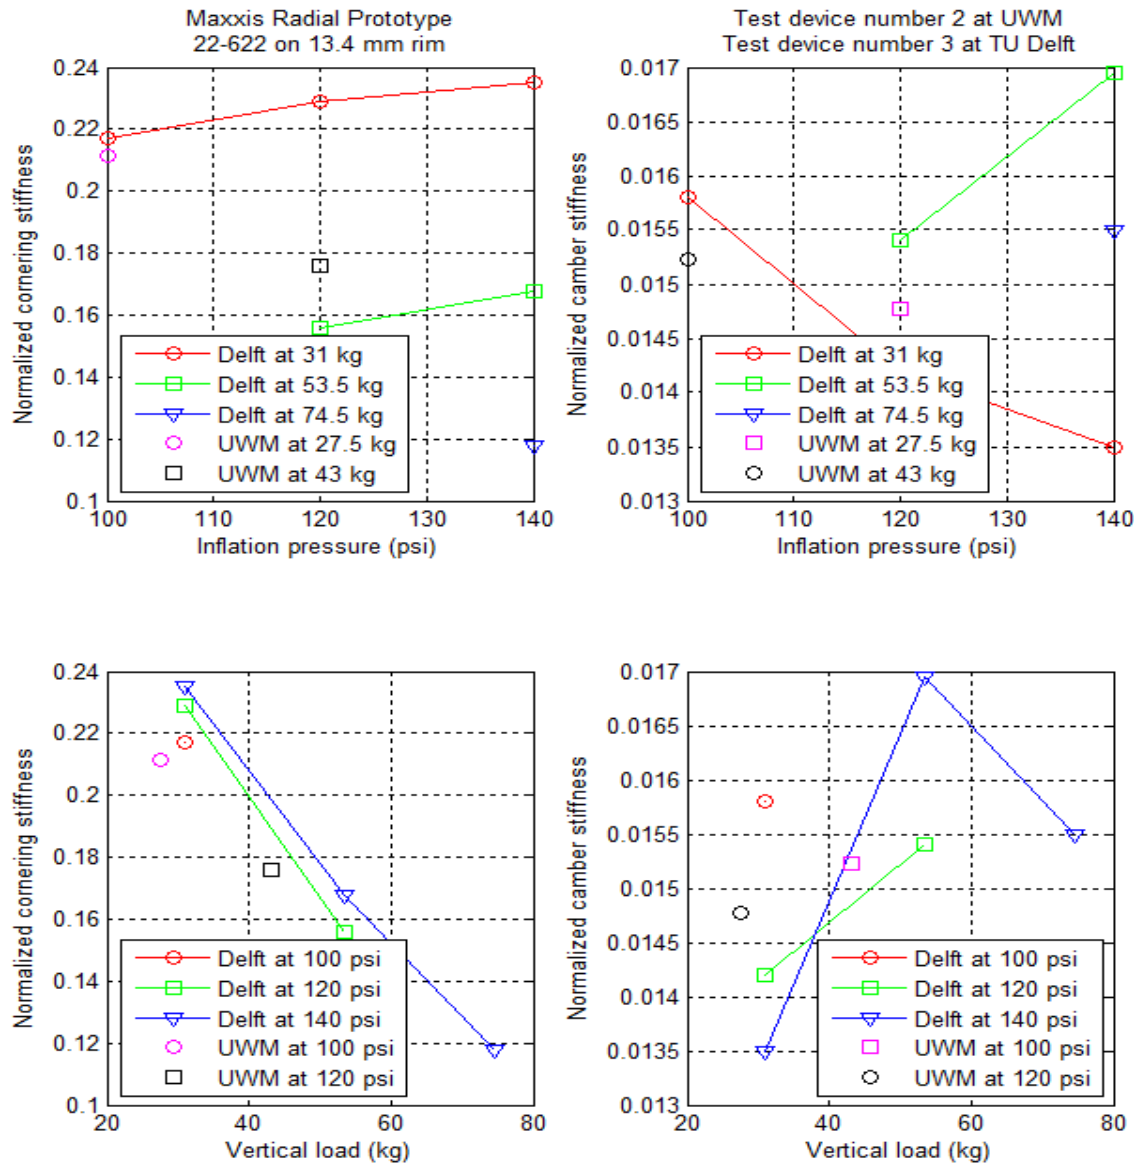 Maxxis Radial Prototype
22-622 on 13.4 mm rim
Normalized cornering stiffness
0.24
0.22
0.2
0.18
0.16
0.14
0.12
0.1
Delft at 31 kg
Delft at 53.5 kg
Delft at 74.5 kg
UWM at 27.5 kg
UWM at 43 kg
100 110 120 130 140
Inflation pressure (psi)
Test device number 2 at UWM
Test device number 3 at TU Delft
Normalized camber stiffness
0.017
0.0165
0.016
0.0155
0.015
0.0145
0.014
0.0135
0.013
Delft at 31 kg
Delft at 53.5 kg
Delft at 74.5 kg
UWM at 27.5 kg
UWM at 43 kg
100 110 120 130 140
Inflation pressure (psi)
Normalized cornering stiffness
0.24
0.22
0.2
0.18
0.16
0.14
0.12
0.1
Delft at 100 psi
Delft at 120 psi
Delft at 140 psi
UWM at 100 psi
UWM at 120 psi
20 40 60 80
Vertical load (kg)
Normalized camber stiffness
0.017
0.0165
0.016
0.0155
0.015
0.0145
0.014
0.0135
0.013
Delft at 100 psi
Delft at 120 psi
Delft at 140 psi
UWM at 100 psi
UWM at 120 psi
20 40 60 80
Vertical load (kg)